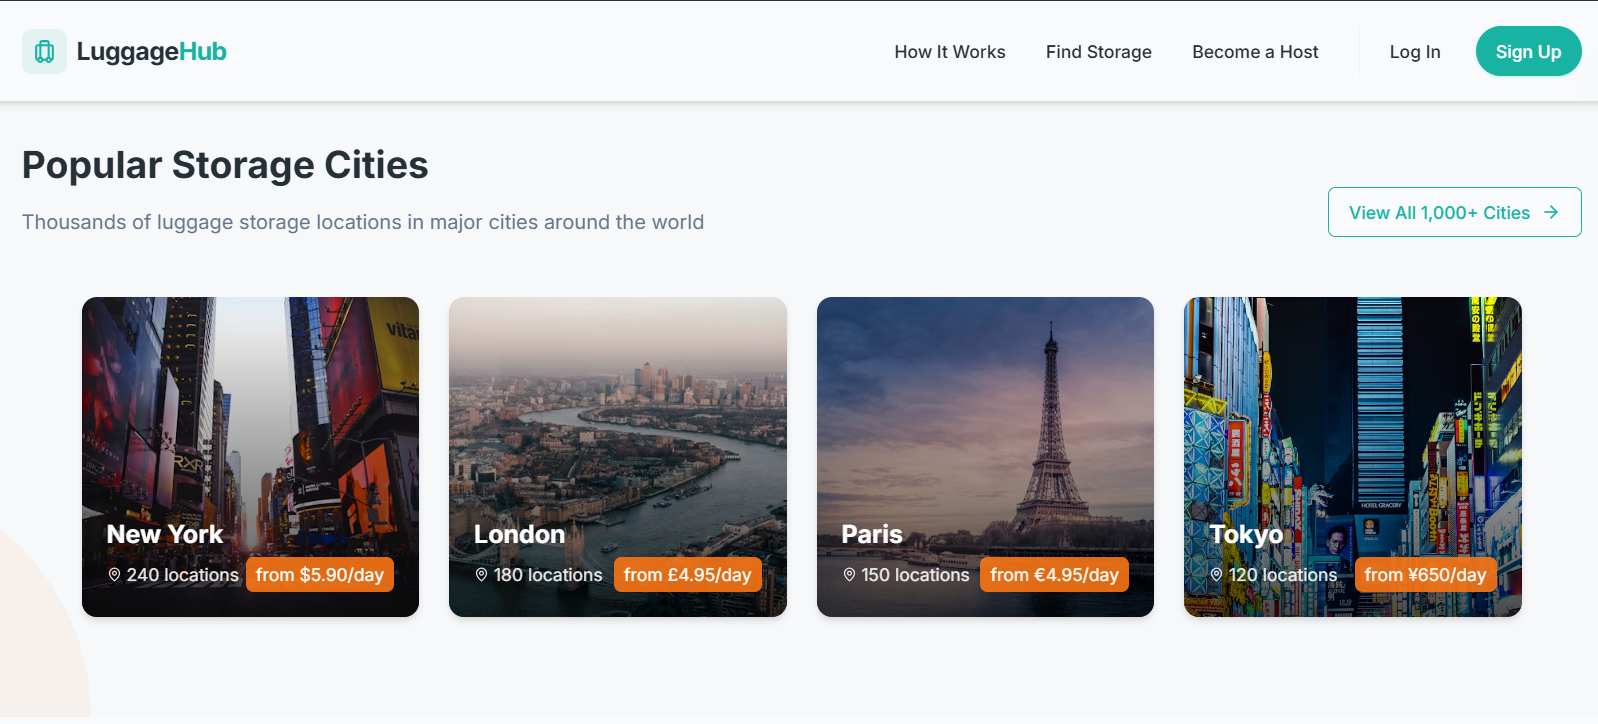 LuggageHub
How It Works
Find Storage
Become a Host
Log In
Sign Up
Popular Storage Cities
Thousands of luggage storage locations in major cities around the world
View All 1,000+ Cities
New York
240 locations
from $5.90/day
London
180 locations
from £4.95/day
Paris
150 locations
from €4.95/day
HOTEL GRACERY
Tokyo
120 locations
from ¥650/day